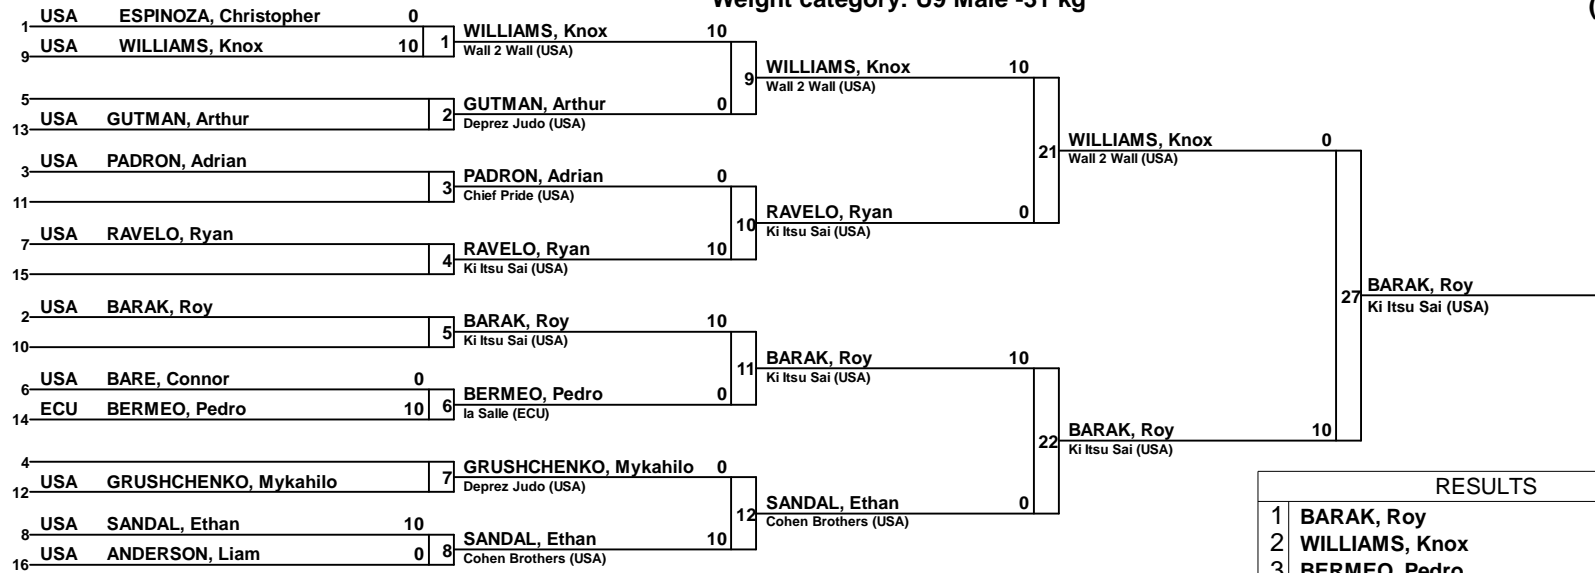 Weight category: U9 Male -31 kg
USA ESPINOZA, Christopher 0
1
USA WILLIAMS, Knox 10
9
1
WILLIAMS, Knox 10
Wall 2 Wall (USA)
5
USA GUTMAN, Arthur
13
2
GUTMAN, Arthur 0
Deprez Judo (USA)
9
WILLIAMS, Knox 10
Wall 2 Wall (USA)
USA PADRON, Adrian
3
11
3
PADRON, Adrian 0
Chief Pride (USA)
USA RAVELO, Ryan
7
15
4
RAVELO, Ryan 10
Ki Itsu Sai (USA)
10
RAVELO, Ryan 0
Ki Itsu Sai (USA)
21
WILLIAMS, Knox 0
Wall 2 Wall (USA)
USA BARAK, Roy
2
10
5
BARAK, Roy 10
Ki Itsu Sai (USA)
USA BARE, Connor 0
6
ECU BERMEO, Pedro 10
14
6
BERMEO, Pedro 0
la Salle (ECU)
11
BARAK, Roy 10
Ki Itsu Sai (USA)
4
USA GRUSHCHENKO, Mykahilo
12
7
GRUSHCHENKO, Mykahilo 0
Deprez Judo (USA)
USA SANDAL, Ethan 10
8
USA ANDERSON, Liam 0
16
8
SANDAL, Ethan 10
Cohen Brothers (USA)
12
SANDAL, Ethan 0
Cohen Brothers (USA)
22
BARAK, Roy 10
Ki Itsu Sai (USA)
27
BARAK, Roy
Ki Itsu Sai (USA)
RESULTS
1 BARAK, Roy
2 WILLIAMS, Knox
3 BERMEO, Pedro